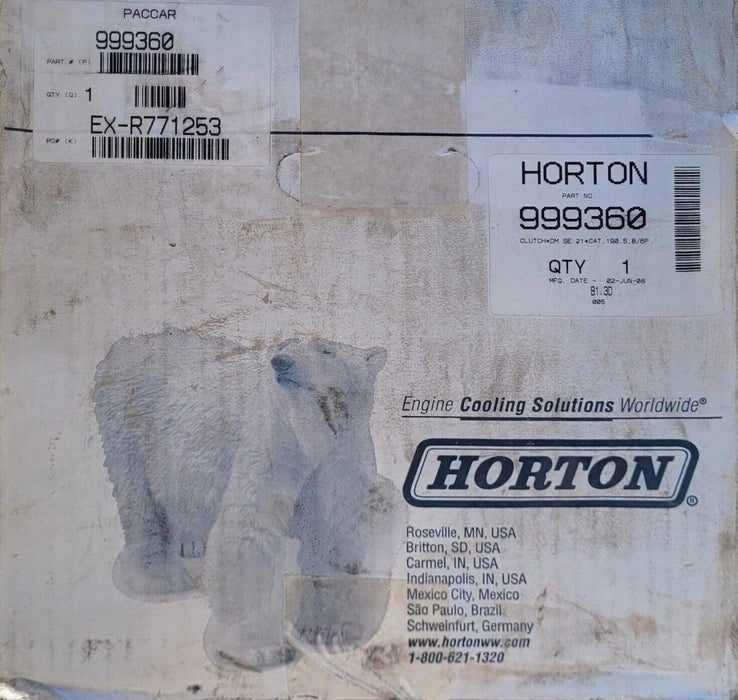 PACCAR
999360
PART # (P)
QTY (Q) 1
EX-R771253
PO# (K)
HORTON
PART NO.
999360
CLUTCH*DM SE 21*CAT,190.5,8/6P
QTY 1
MFG. DATE - 02-JUN-08
B1.3D
005
Engine Cooling Solutions Worldwide®
HORTON®
Roseville, MN, USA
Britton, SD, USA
Carmel, IN, USA
Indianapolis, IN, USA
Mexico City, Mexico
São Paulo, Brazil
Schweinfurt, Germany
www.hortonww.com
1-800-621-1320